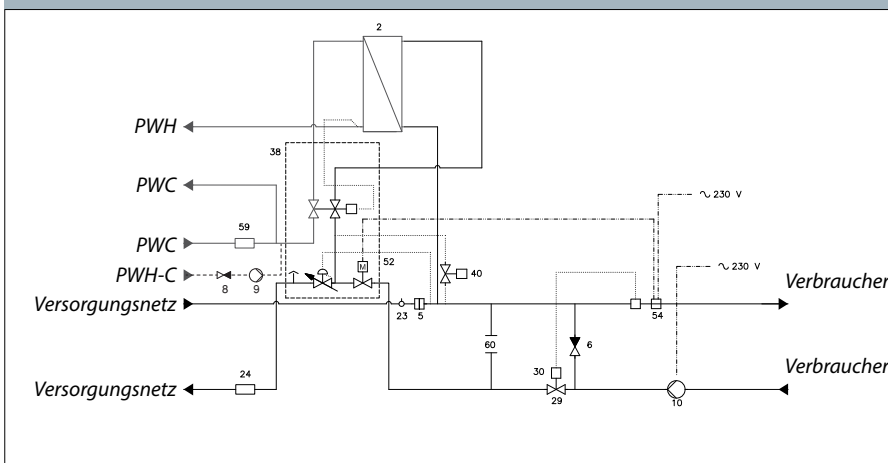 2
PWH
38
PWC
59
PWC
PWH-C
8
9
M
52
40
~ 230 V
~ 230 V
Versorgungsnetz
23
5
54
Verbraucher
60
6
Versorgungsnetz
24
30
29
10
Verbraucher